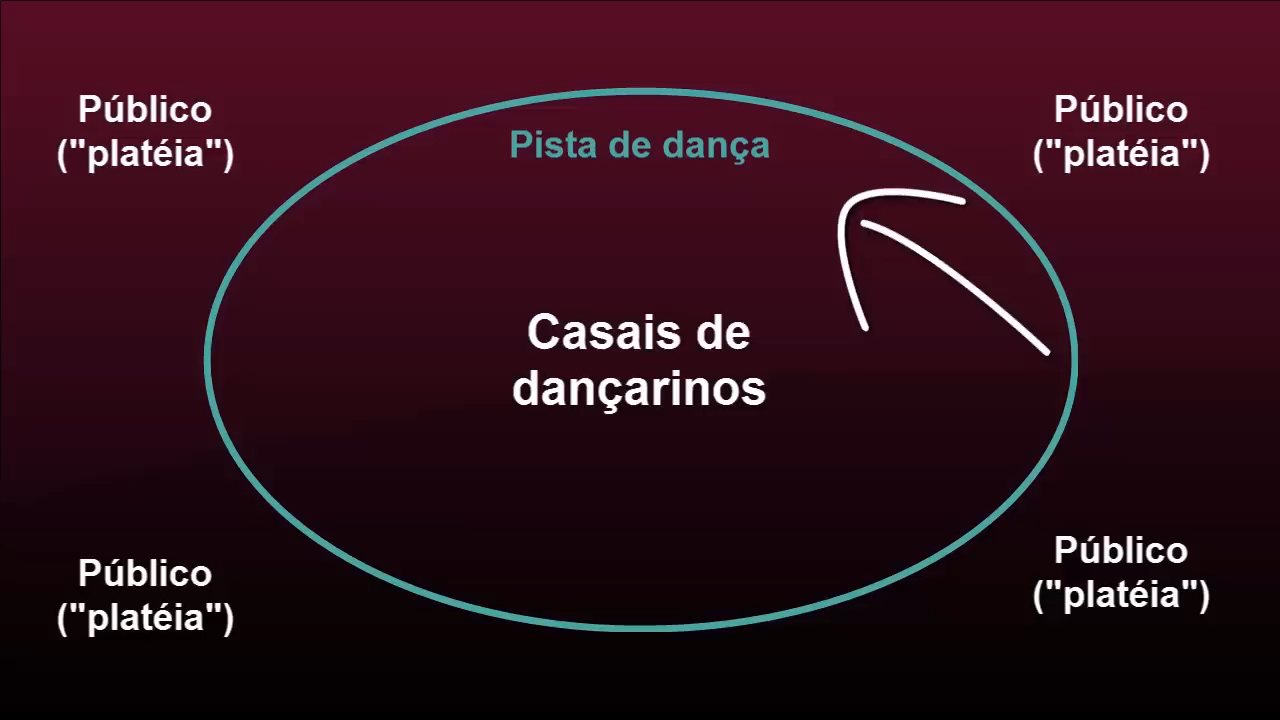 Público
("platéia")
Pista de dança
Público
("platéia")
Casais de
dançarinos
Público
("platéia")
Público
("platéia")